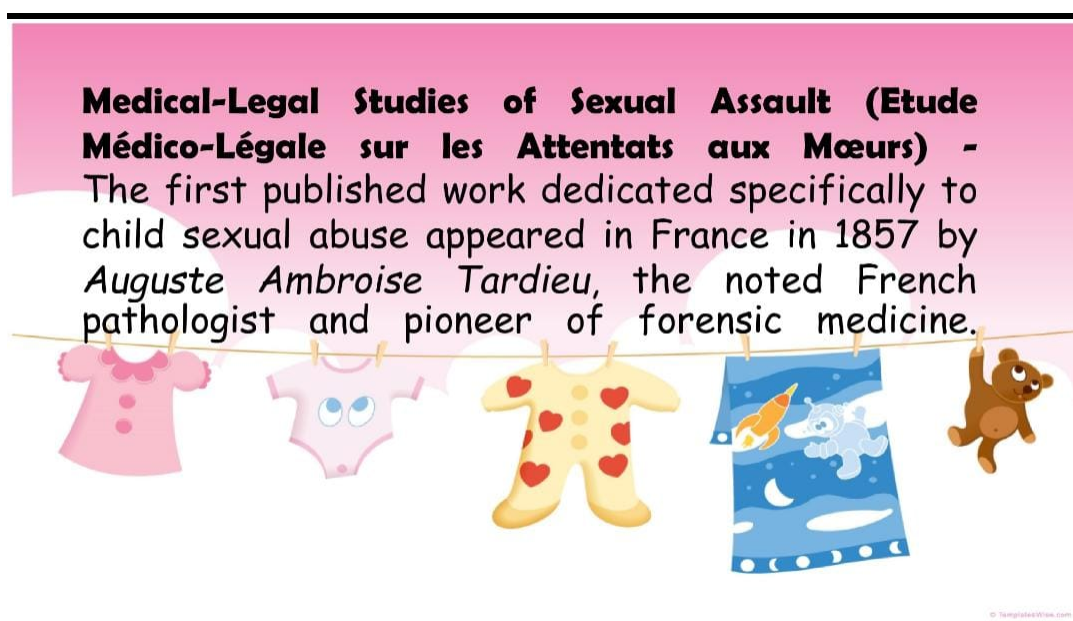 Medical-Legal Studies of Sexual Assault (Etude
Médico-Légale sur les Attentats aux Mœurs) -
The first published work dedicated specifically to
child sexual abuse appeared in France in 1857 by
Auguste Ambroise Tardieu, the noted French
pathologist and pioneer of forensic medicine.
© TemplatesWise.com